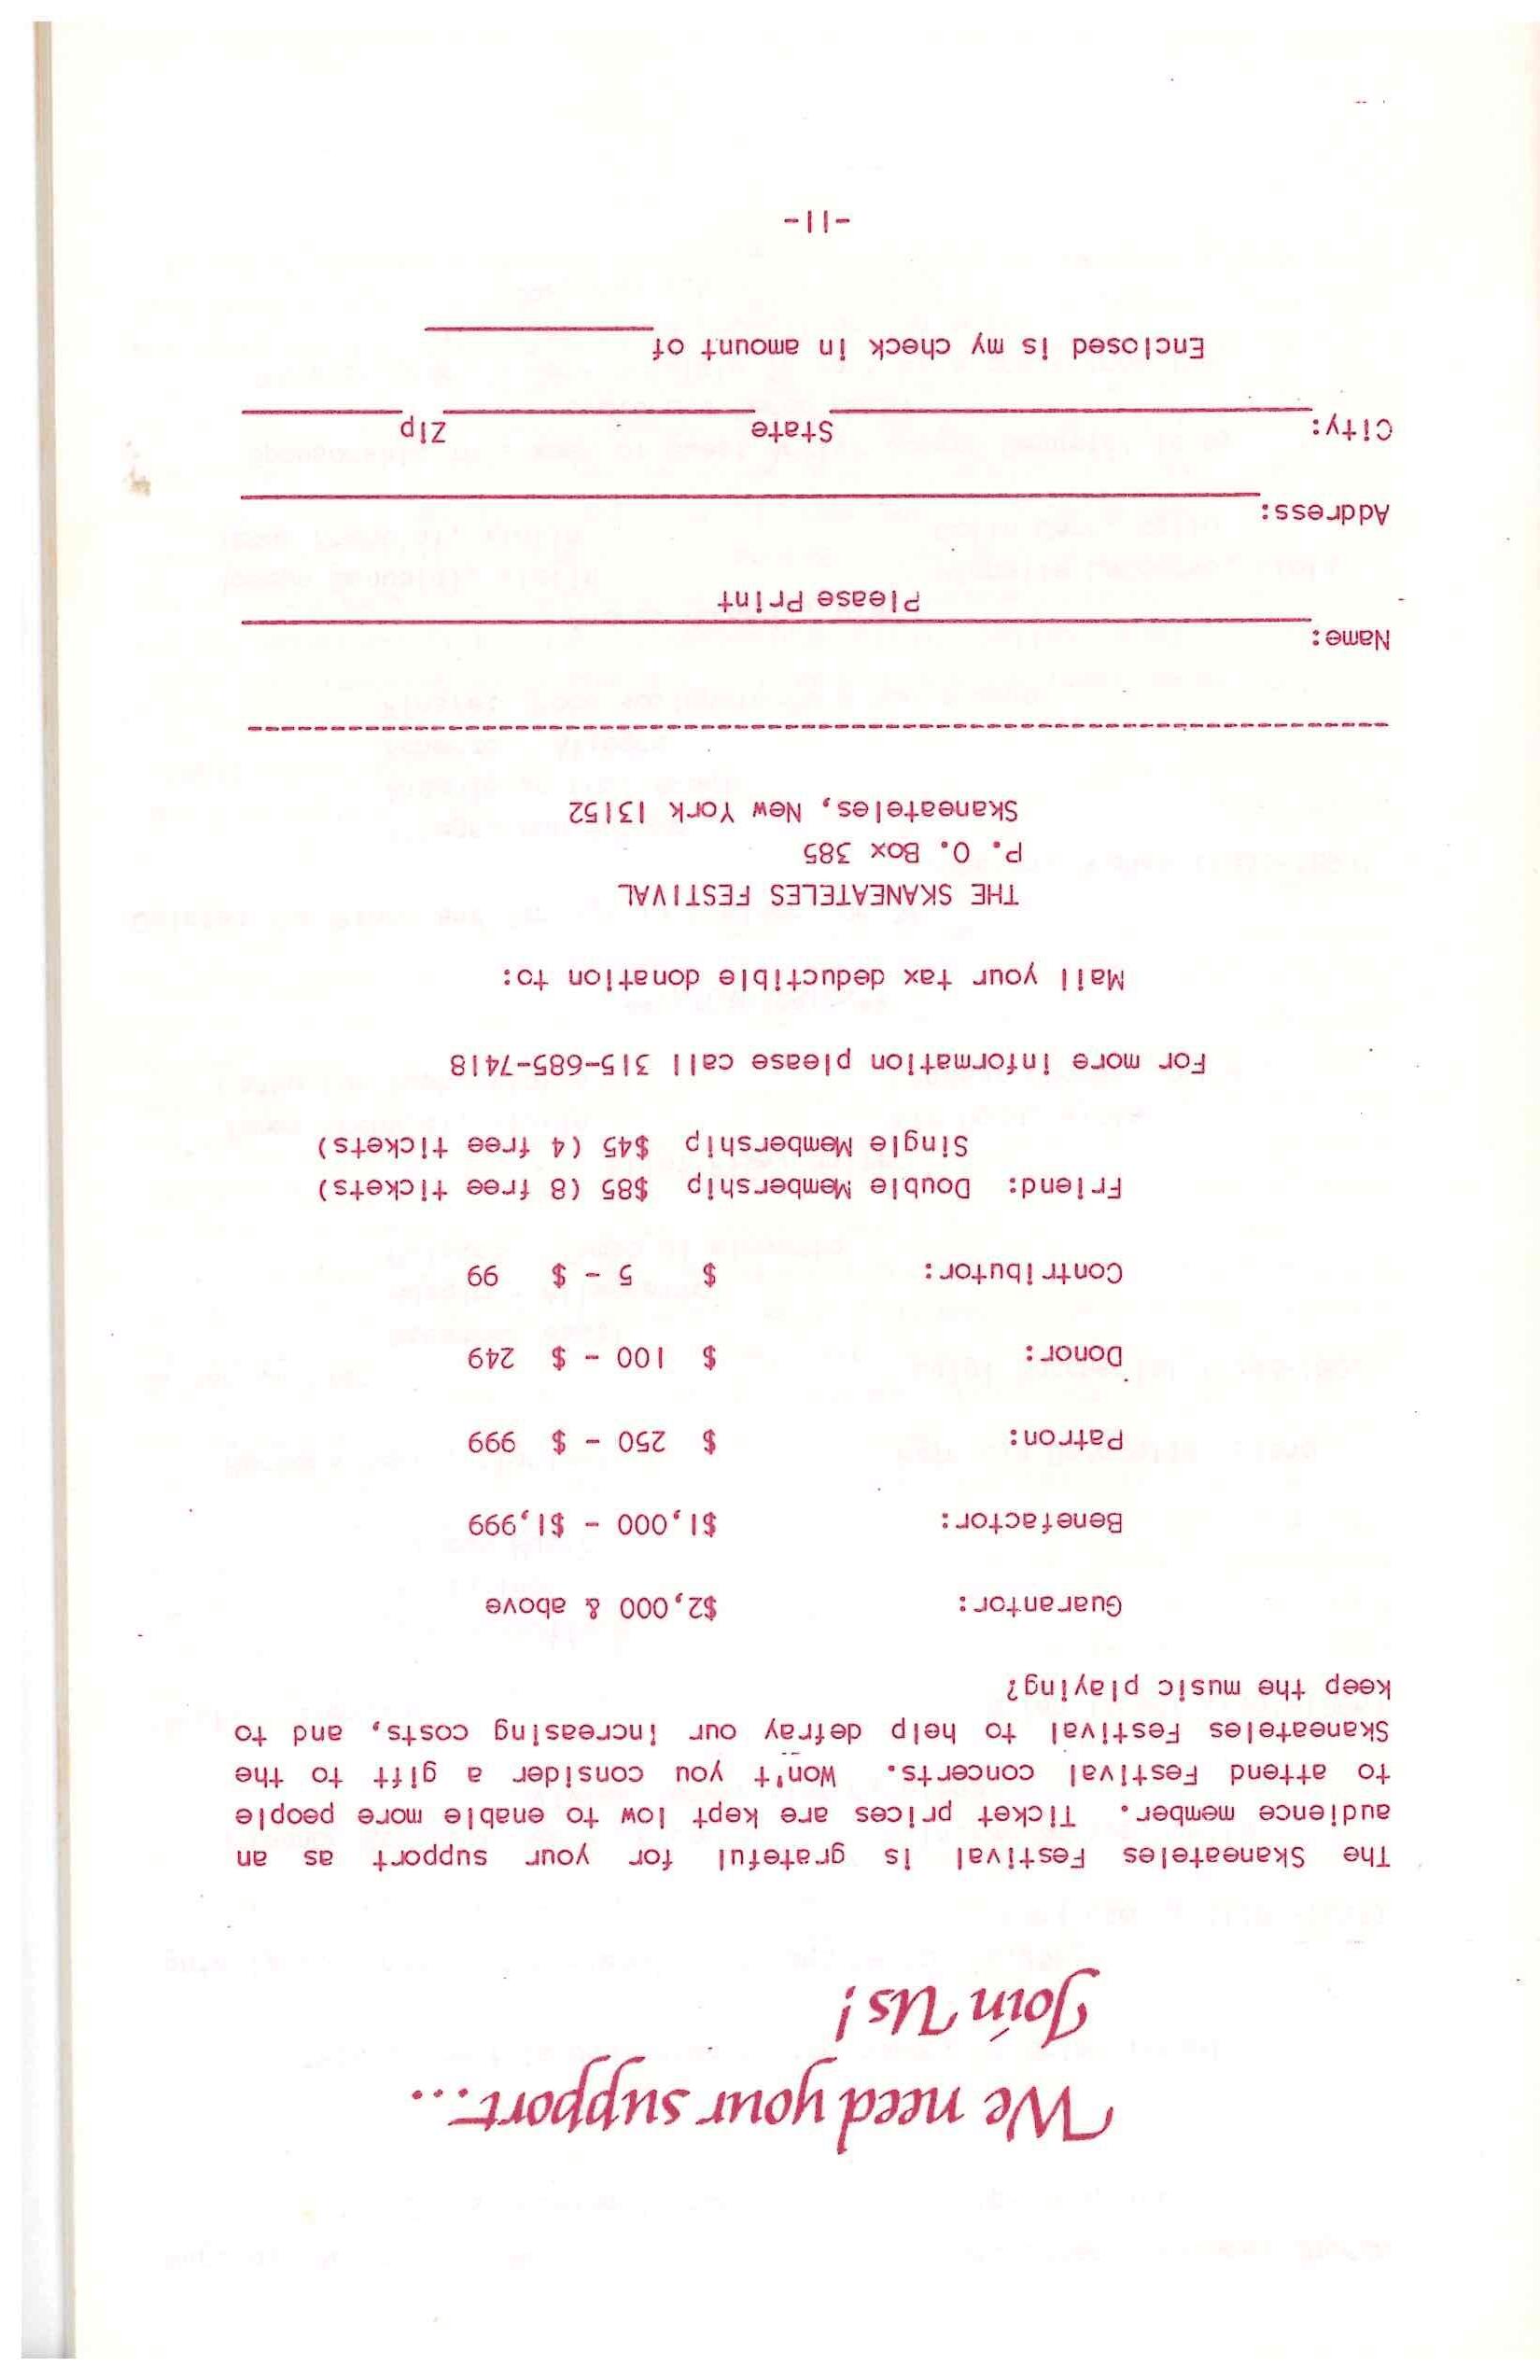 We need your support...
Join Us!
The Skaneateles Festival is grateful for your support as an
audience member. Ticket prices are kept low to enable more people
to attend Festival concerts. Won't you consider a gift to the
Skaneateles Festival to help defray our increasing costs, and to
keep the music playing?
Guarantor: $2,000 & above
Benefactor: $1,000 - $1,999
Patron: $ 250 - $ 999
Donor: $ 100 - $ 249
Contributor: $ 5 - $ 99
Friend: Double Membership $85 (8 free tickets)
Single Membership $45 (4 free tickets)
For more information please call 315-685-7418
Mail your tax deductible donation to:
THE SKANEATELES FESTIVAL
P. O. Box 385
Skaneateles, New York 13152
Name:
Please Print
Address:
City: State Zip
Enclosed is my check in amount of
-11-